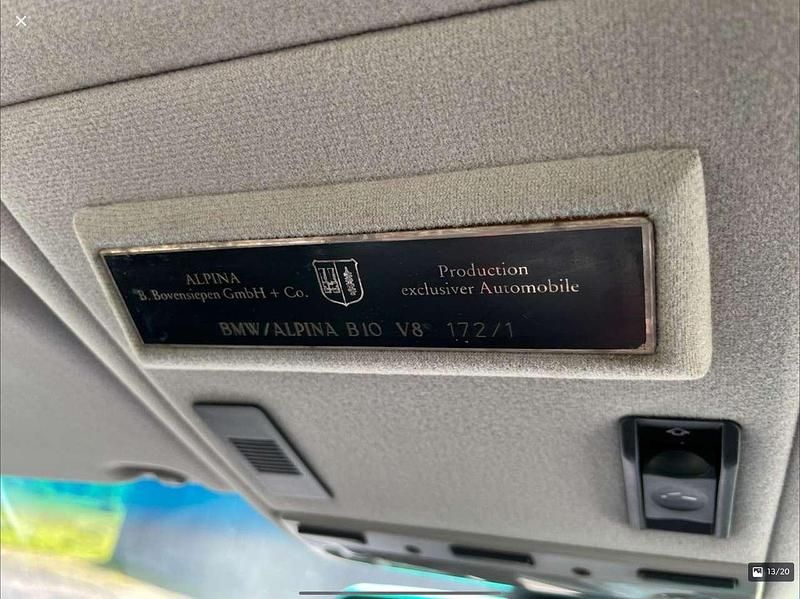 ALPINA
B. Bovensiepen GmbH + Co.
Production
exclusiver Automobile
BMW/ALPINA B10 V8 172/1
13/20